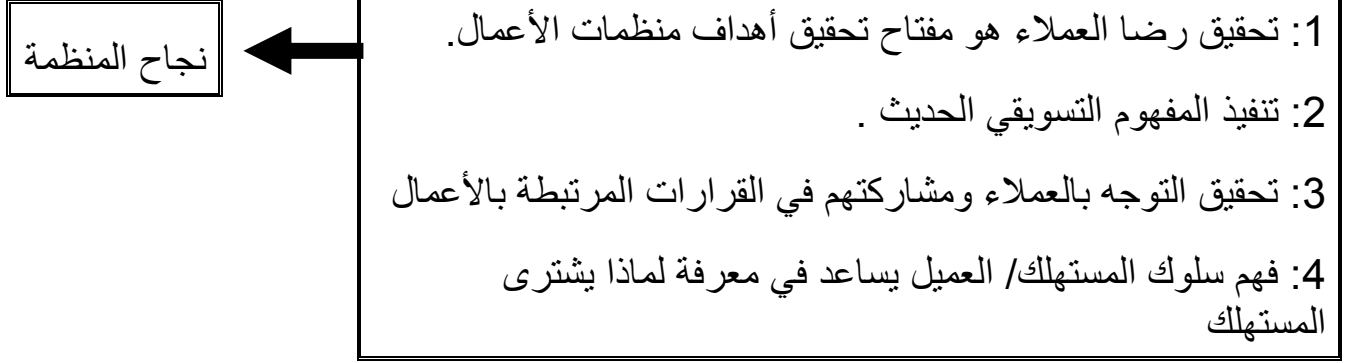 1: تحقيق رضا العملاء هو مفتاح تحقيق أهداف منظمات الأعمال.
2: تنفيذ المفهوم التسويقي الحديث .
3: تحقيق التوجه بالعملاء ومشاركتهم في القرارات المرتبطة بالأعمال
4: فهم سلوك المستهلك/ العميل يساعد في معرفة لماذا يشترى
المستهلك
نجاح المنظمة